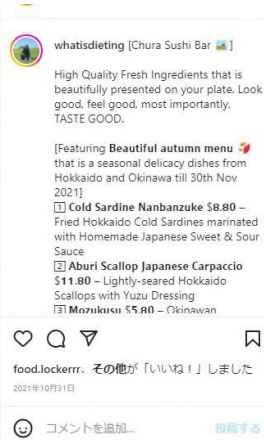 whatisdieting [Chura Sushi Bar 🏝️]
High Quality Fresh Ingredients that is
beautifully presented on your plate. Look
good, feel good, most importantly,
TASTE GOOD.
[Featuring Beautiful autumn menu 🍁
that is a seasonal delicacy dishes from
Hokkaido and Okinawa till 30th Nov
2021]
1️⃣ Cold Sardine Nanbanzuke $8.80 –
Fried Hokkaido Cold Sardines marinated
with Homemade Japanese Sweet & Sour
Sauce
2️⃣ Aburi Scallop Japanese Carpaccio
$11.80 – Lightly-seared Hokkaido
Scallops with Yuzu Dressing
3️⃣ Mozukusu $5.80 – Okinawan
food.lockerrr、その他が「いいね！」しました
2021年10月31日
コメントを追加... 投稿する